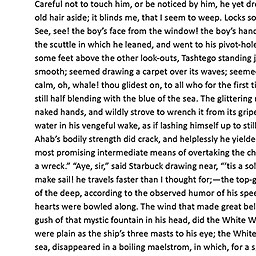 Careful not to touch him, or be noticed by him, he yet dre
old hair aside; it blinds me, that I seem to weep. Locks so
See, see! the boy's face from the window! the boy's hand
the scuttle in which he leaned, and went to his pivot-hole
some feet above the other look-outs, Tashtego standing j
smooth; seemed drawing a carpet over its waves; seeme
calm, oh, whale! thou glidest on, to all who for the first ti
still half blending with the blue of the sea. The glittering
naked hands, and wildly strove to wrench it from its gripe
water in his vengeful wake, as if lashing himself up to still
Ahab's bodily strength did crack, and helplessly he yielde
most promising intermediate means of overtaking the ch
a wreck." "Aye, sir," said Starbuck drawing near, "'tis a sol
make sail! he travels faster than I thought for;—the top-g
of the deep, according to the observed humor of his spee
hearts were bowled along. The wind that made great bel
gush of that mystic fountain in his head, did the White W
were plain as the ship's three masts to his eye; the White
sea, disappeared in a boiling maelstrom, in which, for a s